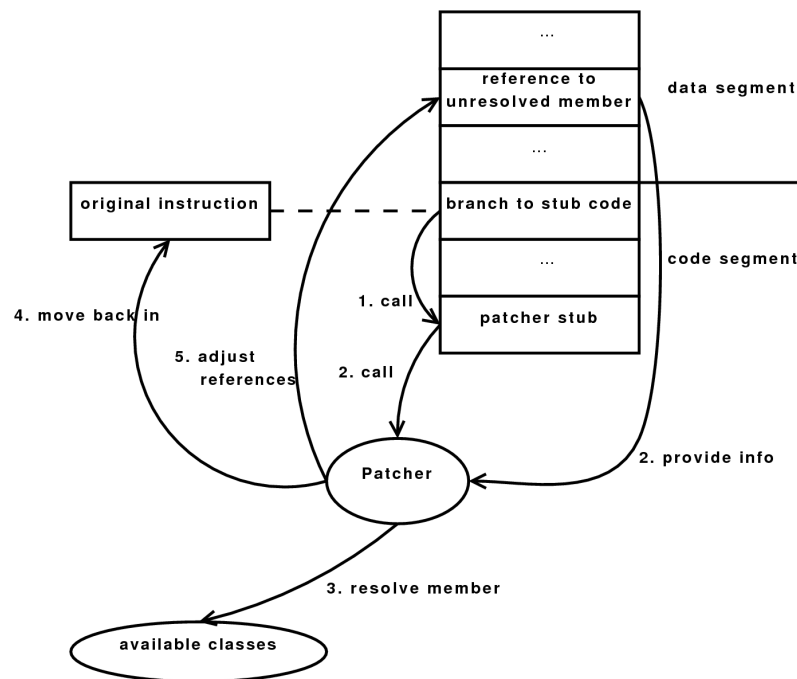 ...
reference to
unresolved member
data segment
...
original instruction
branch to stub code
...
code segment
1. call
patcher stub
4. move back in
5. adjust
references
2. call
2. provide info
Patcher
3. resolve member
available classes